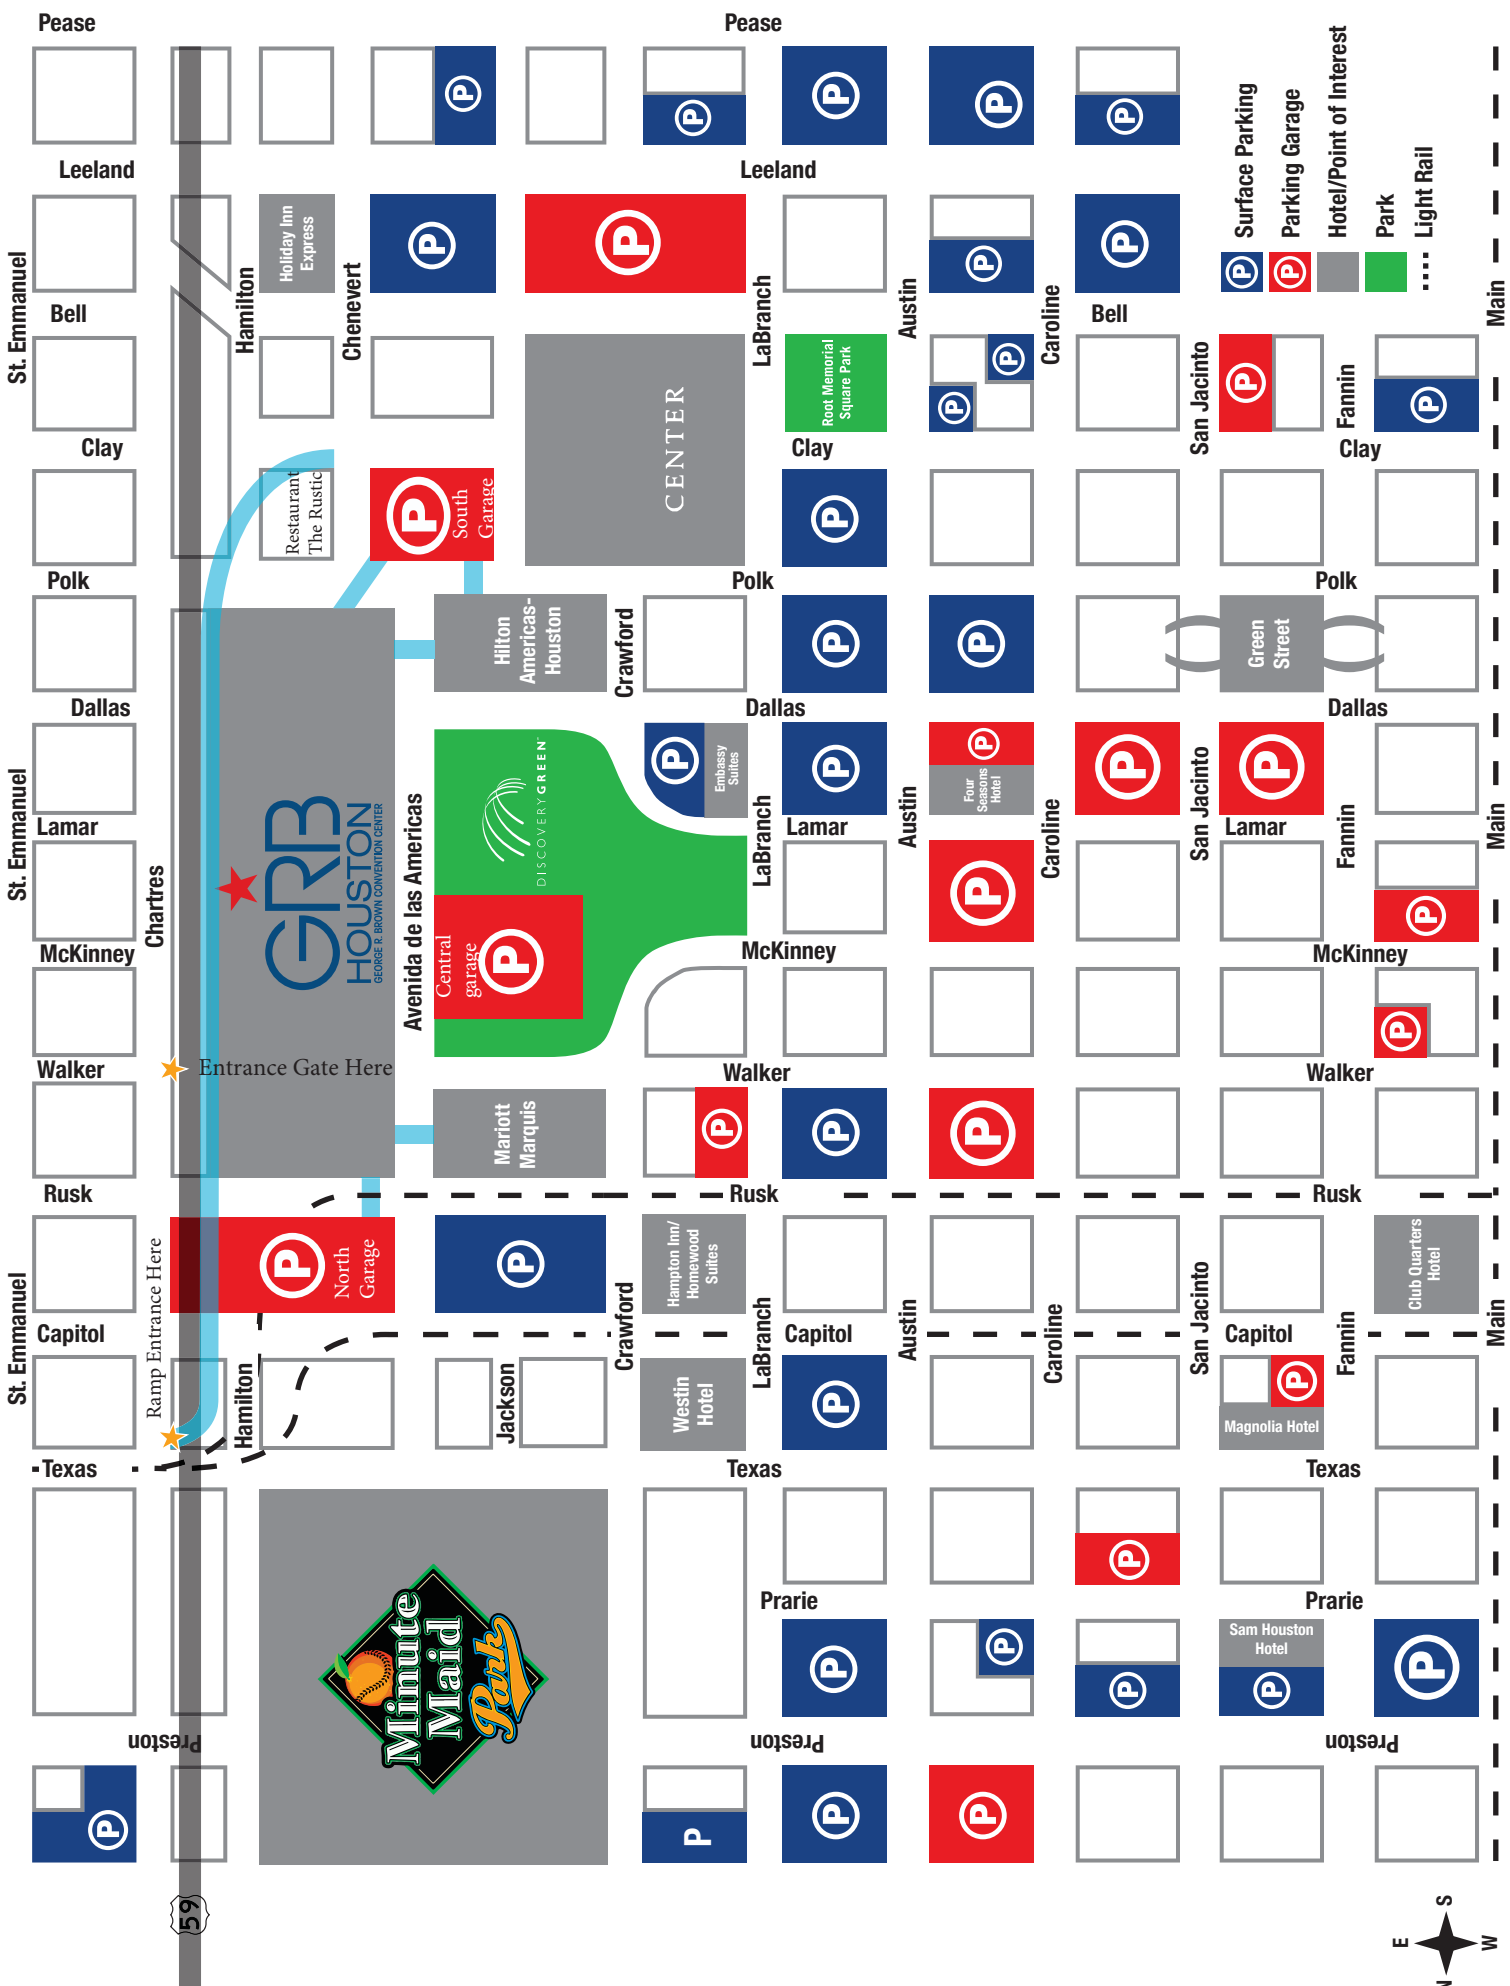 Pease
Pease
Leeland
Leeland
St. Emmanuel
Holiday Inn
Express
Hamilton
Chenevert
LaBranch
Austin
Caroline
Bell
Bell
P
P
P
P
P
P
P
P
P
P
Surface Parking
Parking Garage
Hotel/Point of Interest
Park
Light Rail
P
P
Main
Root Memorial
Square Park
P
P
P
P
San Jacinto
Fannin
Clay
Clay
Clay
CENTER
Restaurant
The Rustic
P
South
Garage
P
Polk
Polk
Polk
Hilton
Americas-
Houston
Crawford
P
P
Green
Street
Dallas
Dallas
Dallas
St. Emmanuel
GRB
HOUSTON
GEORGE R. BROWN CONVENTION CENTER
Avenida de las Americas
DISCOVERYGREEN
P
Embassy
Suites
LaBranch
P
P
Four
Seasons
Hotel
P
P
Austin
Caroline
San Jacinto
Fannin
Main
Lamar
Lamar
Lamar
Chartres
Central
garage
P
P
P
McKinney
McKinney
McKinney
P
Entrance Gate Here
Walker
Walker
Walker
Mariott
Marquis
P
P
P
Rusk
Rusk
Rusk
Ramp Entrance Here
P
North
Garage
P
Hampton Inn/
Homewood
Suites
Club Quarters
Hotel
St. Emmanuel
Capitol
Capitol
Capitol
Hamilton
Jackson
Crawford
LaBranch
Austin
Caroline
San Jacinto
Fannin
Main
Westin
Hotel
P
P
Magnolia Hotel
Texas
Texas
Texas
Minute
Maid
Park
P
Prarie
Prarie
P
P
P
Sam Houston
Hotel
P
P
Preston
Preston
Preston
P
P
P
P
59
N
E
S
W